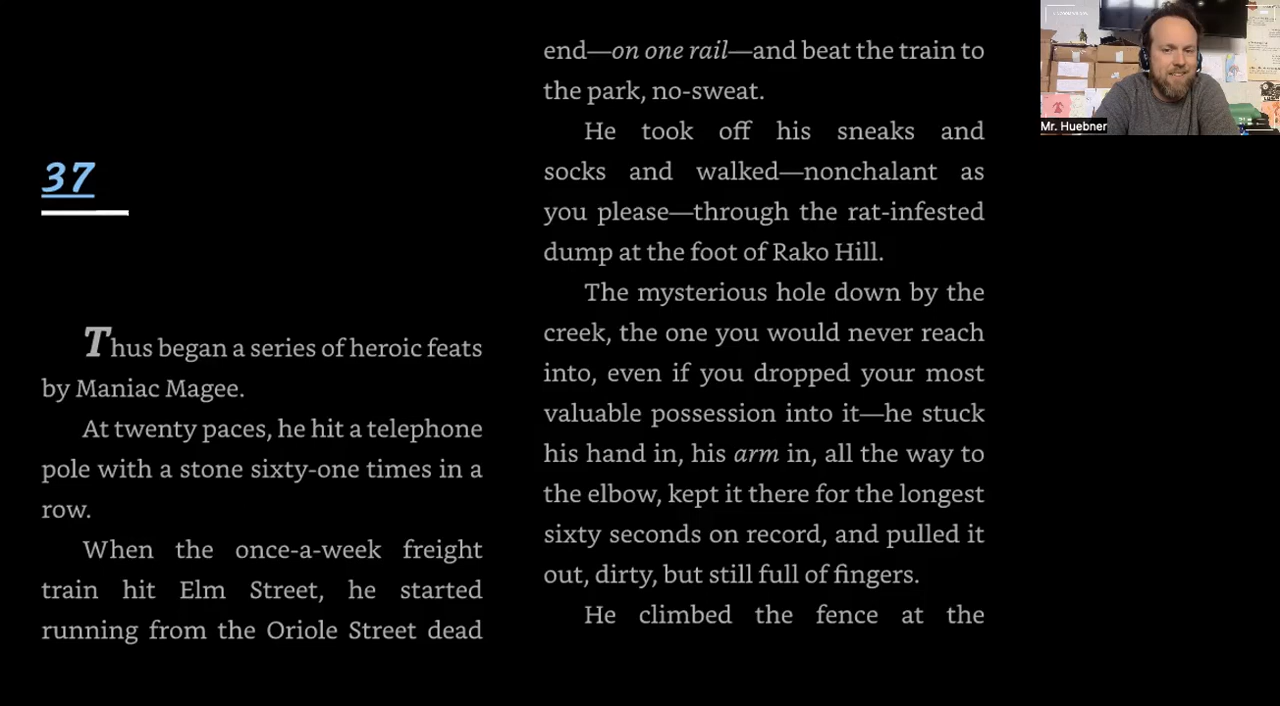 37
Thus began a series of heroic feats
by Maniac Magee.
At twenty paces, he hit a telephone
pole with a stone sixty-one times in a
row.
When the once-a-week freight
train hit Elm Street, he started
running from the Oriole Street dead
end—on one rail—and beat the train to
the park, no-sweat.
He took off his sneaks and
socks and walked—nonchalant as
you please—through the rat-infested
dump at the foot of Rako Hill.
The mysterious hole down by the
creek, the one you would never reach
into, even if you dropped your most
valuable possession into it—he stuck
his hand in, his arm in, all the way to
the elbow, kept it there for the longest
sixty seconds on record, and pulled it
out, dirty, but still full of fingers.
He climbed the fence at the
Mr. Huebner